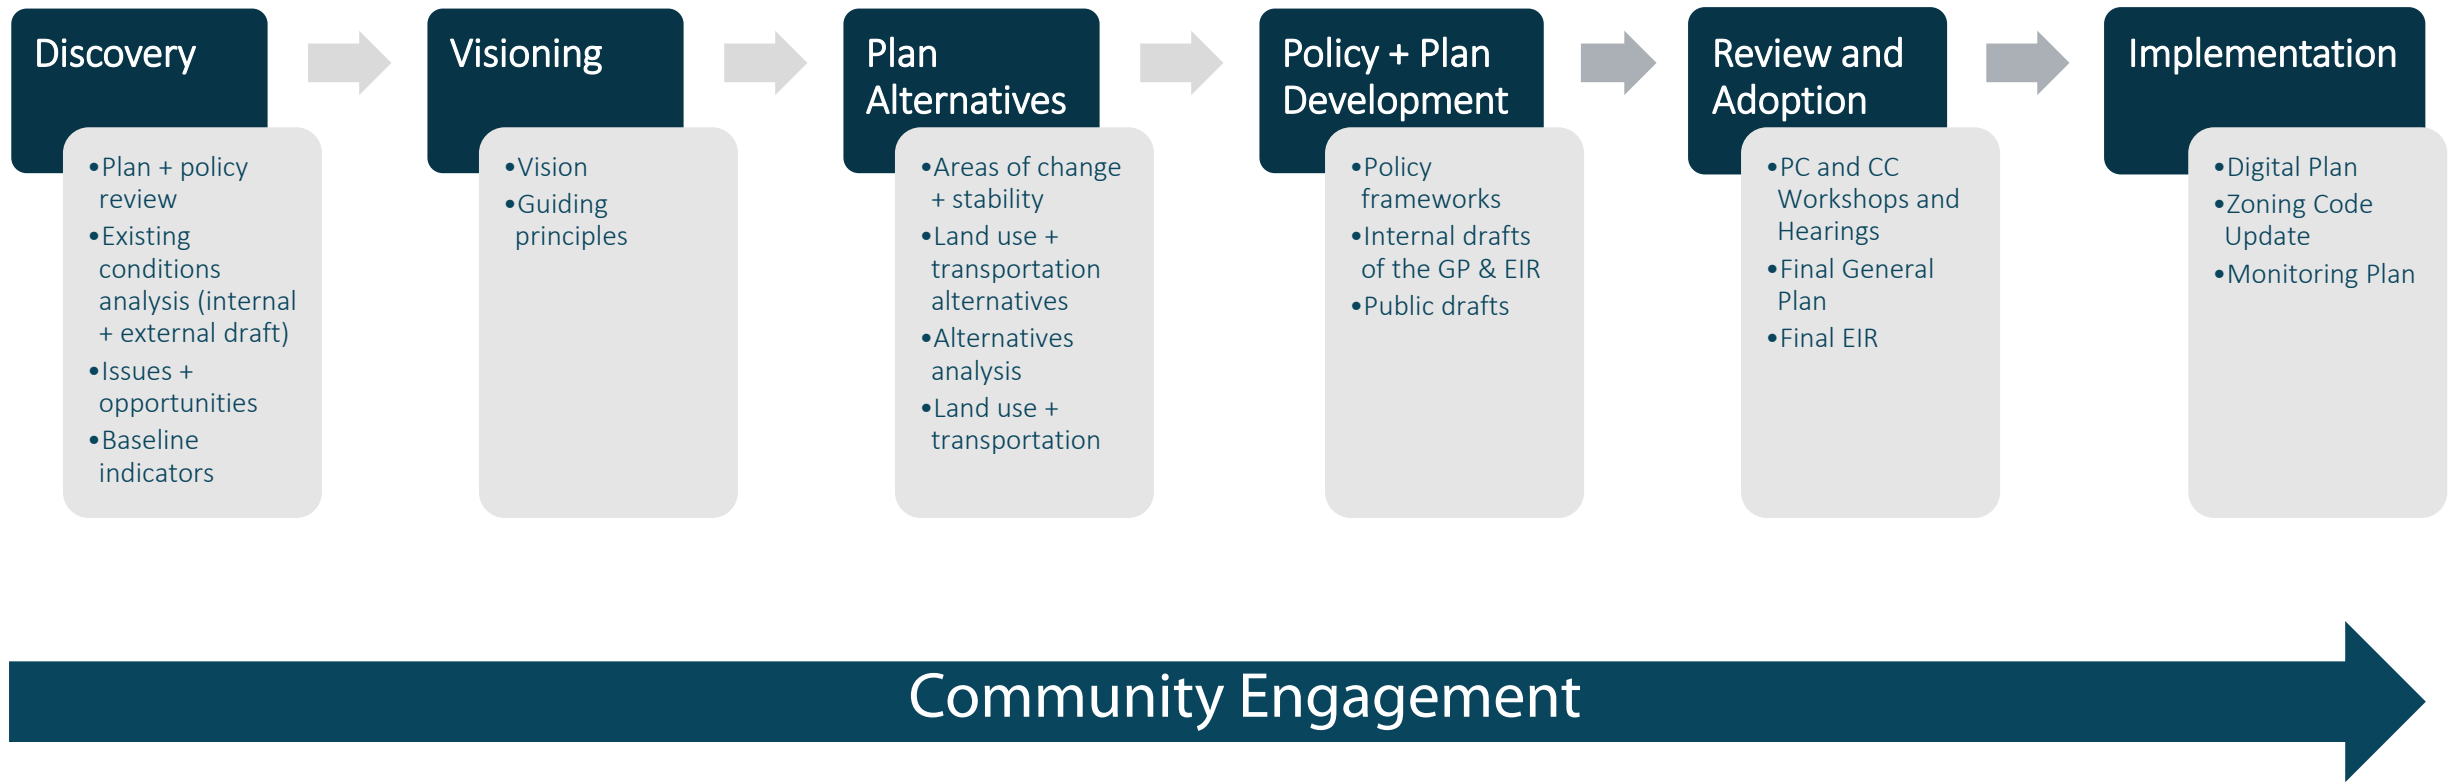 Discovery
•Plan + policy
review
•Existing
conditions
analysis (internal
+ external draft)
•Issues +
opportunities
•Baseline
indicators
Visioning
•Vision
•Guiding
principles
Plan
Alternatives
•Areas of change
+ stability
•Land use +
transportation
alternatives
•Alternatives
analysis
•Land use +
transportation
Policy + Plan
Development
•Policy
frameworks
•Internal drafts
of the GP & EIR
•Public drafts
Review and
Adoption
•PC and CC
Workshops and
Hearings
•Final General
Plan
•Final EIR
Implementation
•Digital Plan
•Zoning Code
Update
•Monitoring Plan
Community Engagement